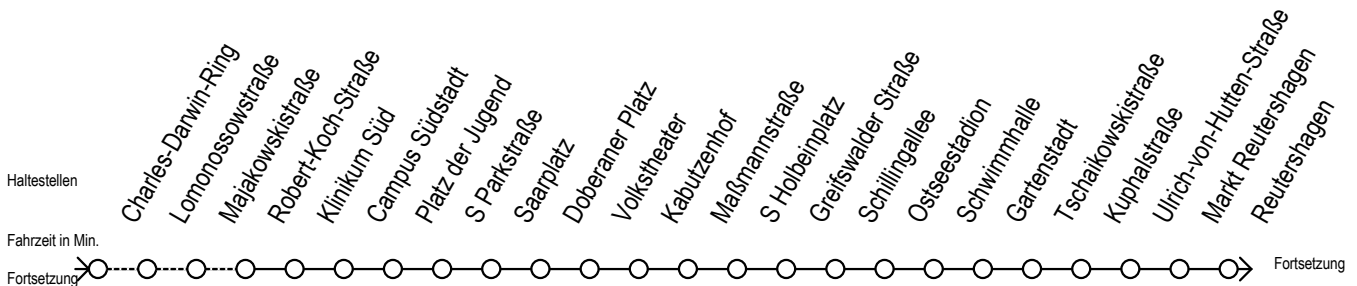 Haltestellen
Charles-Darwin-Ring
Lomonossowstraße
Majakowskistraße
Robert-Koch-Straße
Klinikum Süd
Campus Südstadt
Platz der Jugend
S Parkstraße
Saarplatz
Doberaner Platz
Volkstheater
Kabutzenhof
Maßmannstraße
S Holbeinplatz
Greifswalder Straße
Schillingallee
Ostseestadion
Schwimmhalle
Gartenstadt
Tschaikowskistraße
Kuphalstraße
Ulrich-von-Hutten-Straße
Markt Reutershagen
Reutershagen
Fahrzeit in Min.
Fortsetzung
Fortsetzung